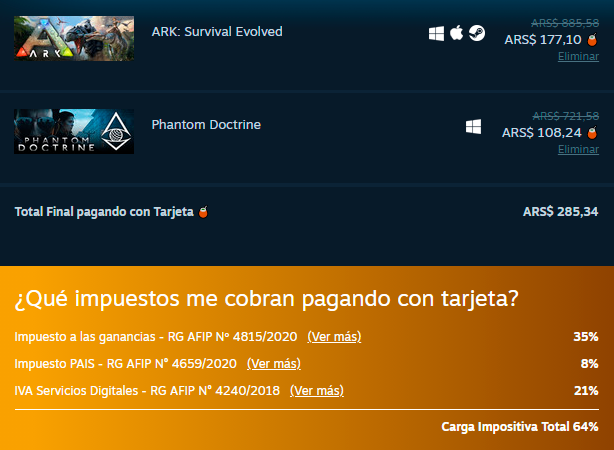 ARK: Survival Evolved
ARS$ 885,58
ARS$ 177,10
Eliminar
ARK
Phantom Doctrine
ARS$ 721,58
ARS$ 108,24
Eliminar
PHANTOM
DOCTRINE
Total Final pagando con Tarjeta ARS$ 285,34
¿Qué impuestos me cobran pagando con tarjeta?
Impuesto a las ganancias - RG AFIP Nº 4815/2020 (Ver más) 35%
Impuesto PAIS - RG AFIP N° 4659/2020 (Ver más) 8%
IVA Servicios Digitales - RG AFIP N° 4240/2018 (Ver más) 21%
Carga Impositiva Total 64%